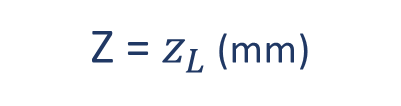 Z = z_L (mm)